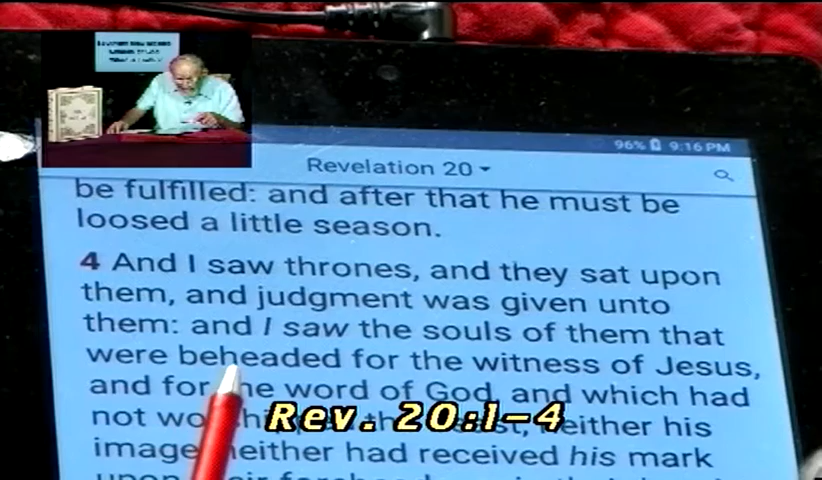 96% 9:16 PM
Revelation 20
be fulfilled: and after that he must be
loosed a little season.
4 And I saw thrones, and they sat upon
them, and judgment was given unto
them: and I saw the souls of them that
were beheaded for the witness of Jesus,
and for the word of God, and which had
not neither his
image neither had received his mark
Rev. 20:1-4